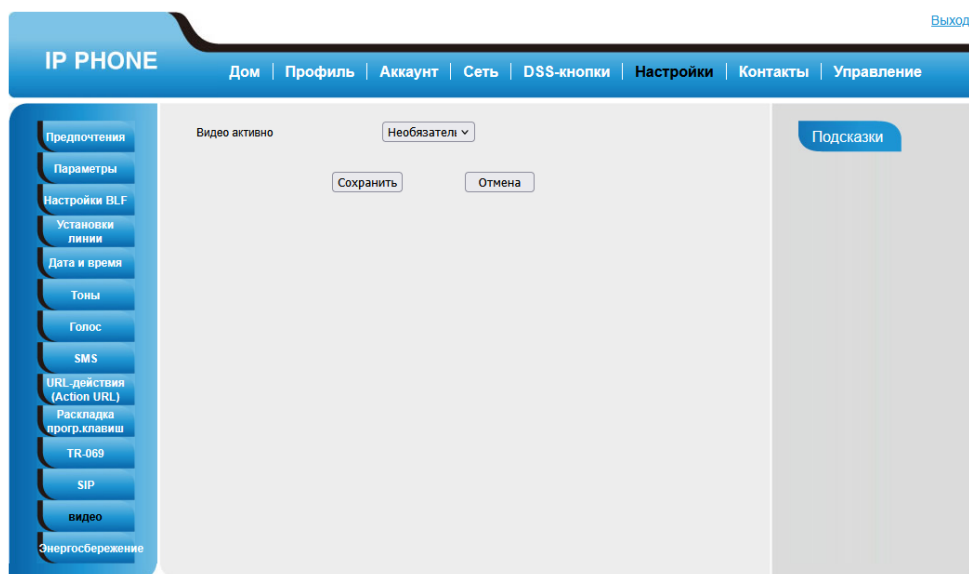 Выход
IP PHONE
Дом Профиль Аккаунт Сеть DSS-кнопки Настройки Контакты Управление
Предпочтения
Параметры
Настройки BLF
Установки
линии
Дата и время
Тоны
Голос
SMS
URL-действия
(Action URL)
Раскладка
прогр.клавиш
TR-069
SIP
видео
Энергосбережение
Видео активно Необязатель
Сохранить Отмена
Подсказки